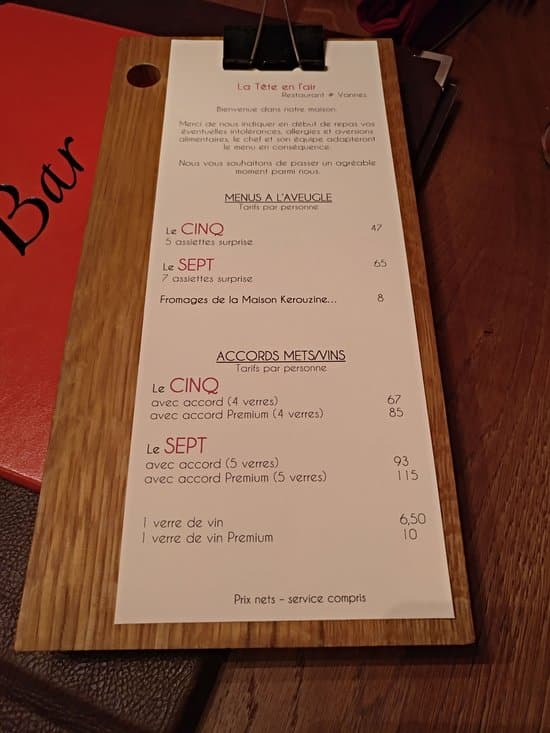 Bar
La Tête en l'air
Restaurant # Vannes
Bienvenue dans notre maison.
Merci de nous indiquer en début de repas vos
éventuelles intolérances, allergies et aversions
alimentaires, le chef et son équipe adapteront
le menu en conséquence.
Nous vous souhaitons de passer un agréable
moment parmi nous.
MENUS A L'AVEUGLE
Tarifs par personne
Le CINQ 47
5 assiettes surprise
Le SEPT 65
7 assiettes surprise
Fromages de la Maison Kerouzine... 8
ACCORDS METS/VINS
Tarifs par personne
Le CINQ
avec accord (4 verres) 67
avec accord Premium (4 verres) 85
Le SEPT
avec accord (5 verres) 93
avec accord Premium (5 verres) 115
1 verre de vin 6,50
1 verre de vin Premium 10
Prix nets – service compris